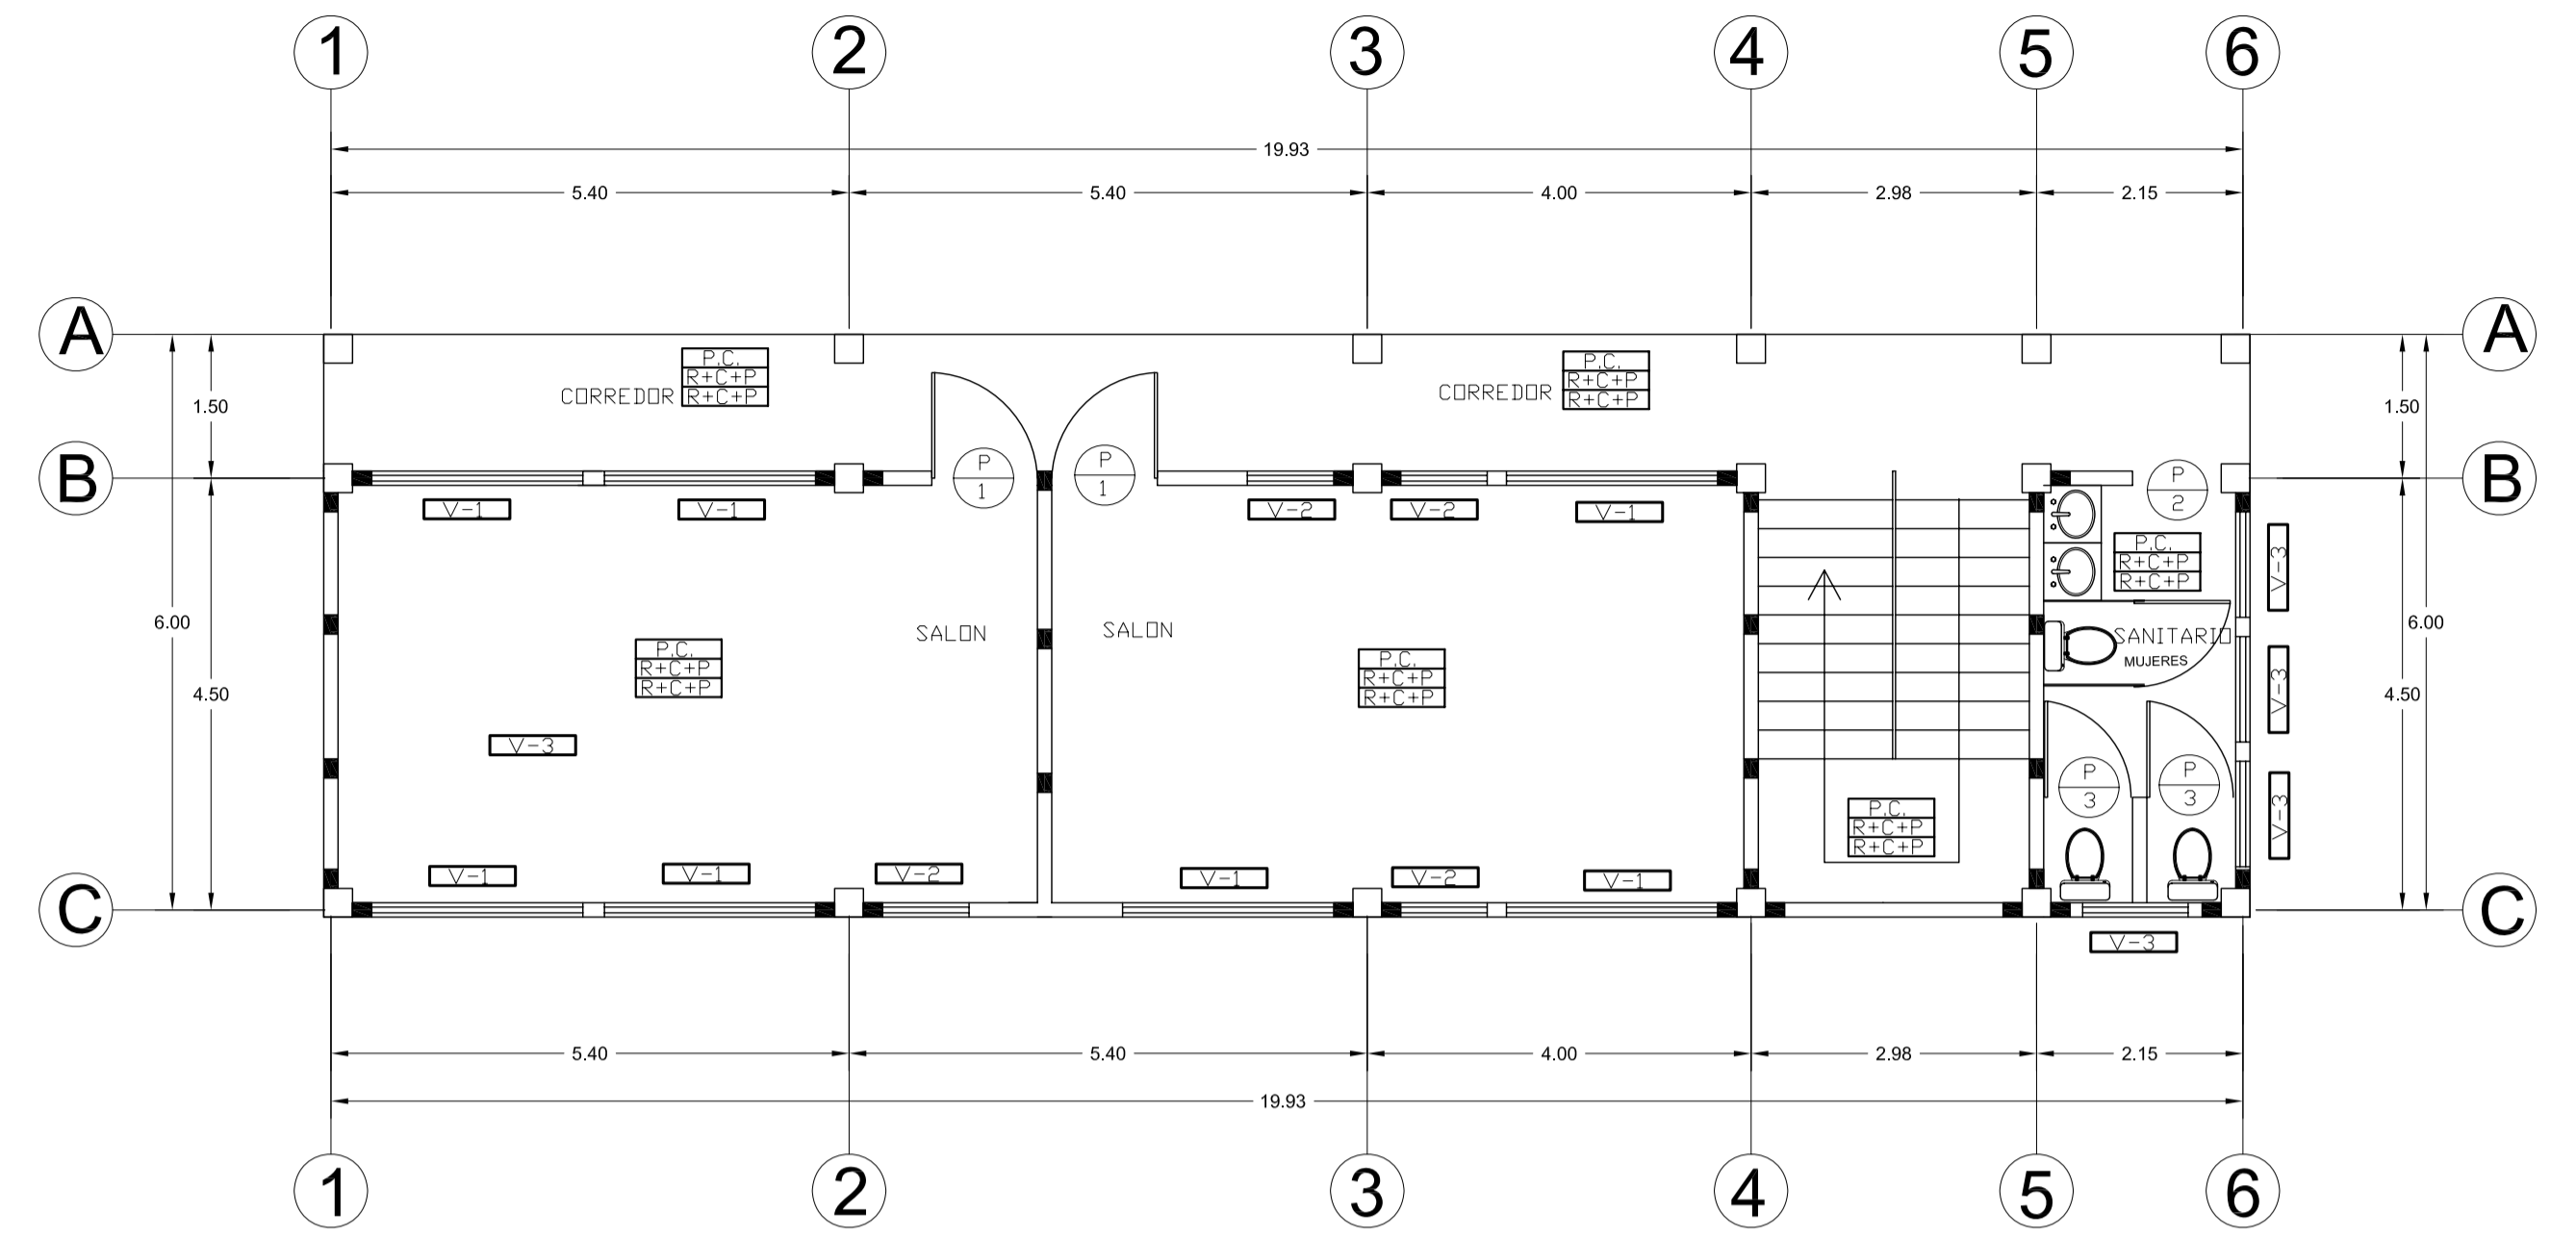 1 2 3 4 5 6
19.93
5.40 5.40 4.00 2.98 2.15
A A
P.C. P.C.
R+C+P R+C+P
R+C+P R+C+P
CORREDOR CORREDOR
1.50 1.50
B B
P P P
1 1 2
V-1 V-1 V-2 V-2 V-1
P.C.
R+C+P
R+C+P
V-3
6.00 6.00
SALON SALON SANITARIO
MUJERES
P.C. P.C.
R+C+P R+C+P
R+C+P R+C+P
4.50 4.50
V-3
V-3
P P
3 3
P.C.
R+C+P
R+C+P
V-3
V-1 V-1 V-2 V-1 V-2 V-1
C C
V-3
5.40 5.40 4.00 2.98 2.15
19.93
1 2 3 4 5 6